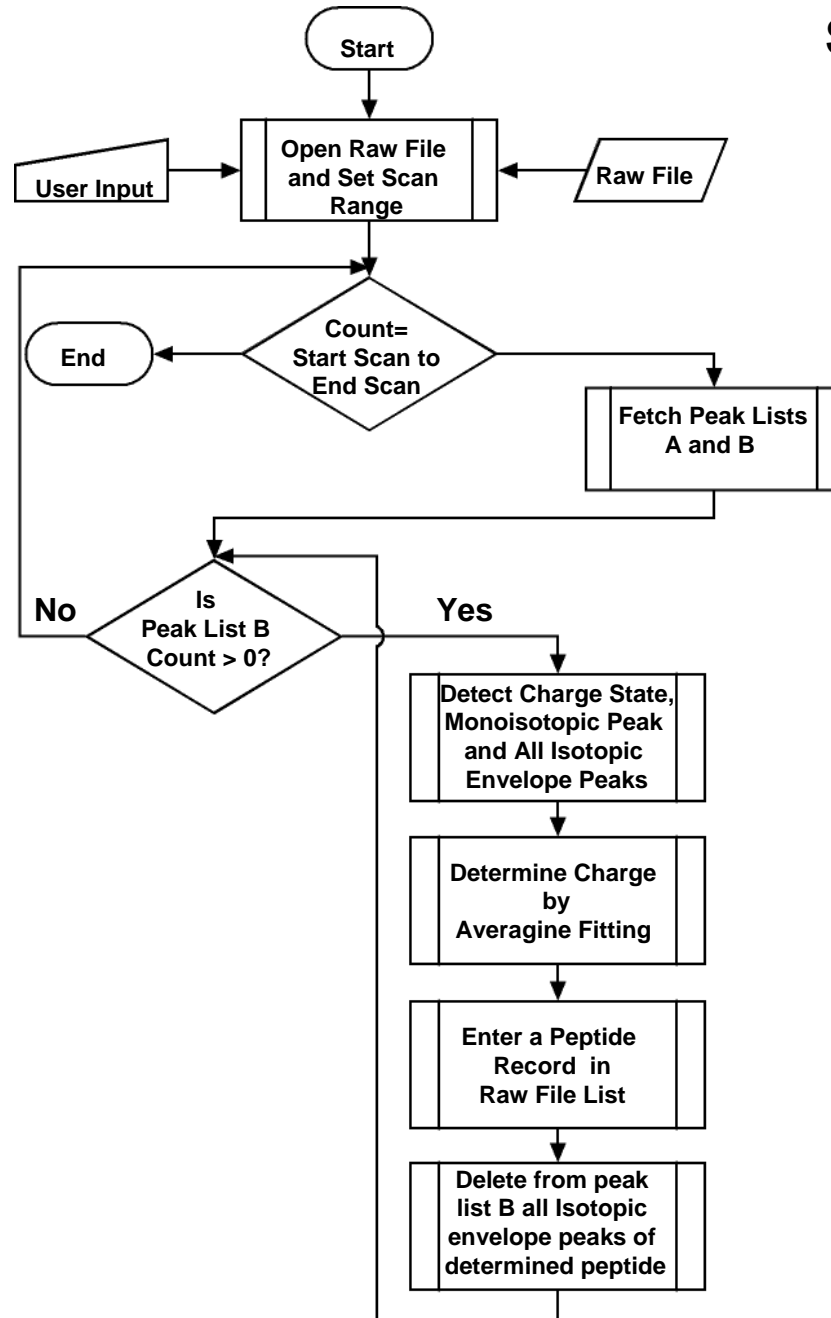 S
Start
Open Raw File
and Set Scan
Range
User Input
Raw File
Count=
Start Scan to
End Scan
End
Fetch Peak Lists
A and B
No
Is
Peak List B
Count > 0?
Yes
Detect Charge State,
Monoisotopic Peak
and All Isotopic
Envelope Peaks
Determine Charge
by
Averagine Fitting
Enter a Peptide
Record in
Raw File List
Delete from peak
list B all Isotopic
envelope peaks of
determined peptide